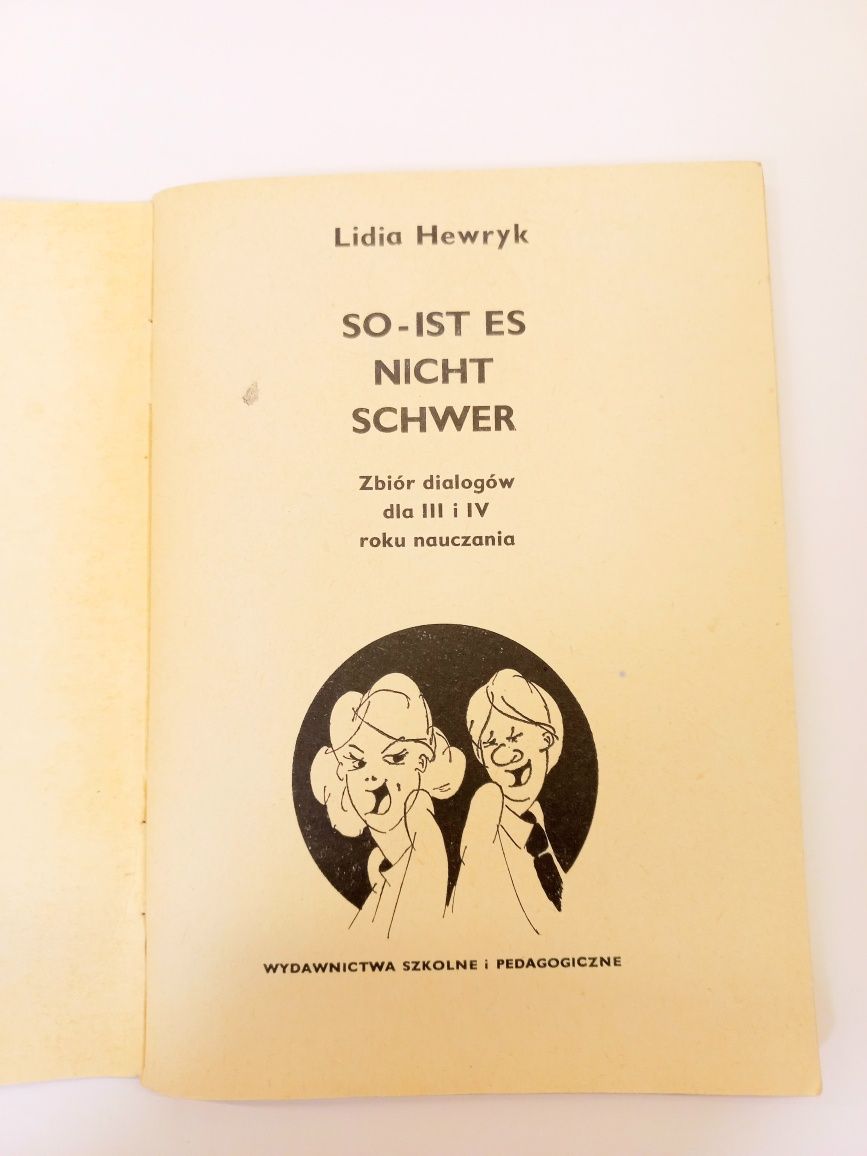 Lidia Hewryk
SO-IST ES
NICHT
SCHWER
Zbiór dialogów
dla III i IV
roku nauczania
WYDAWNICTWA SZKOLNE i PEDAGOGICZNE